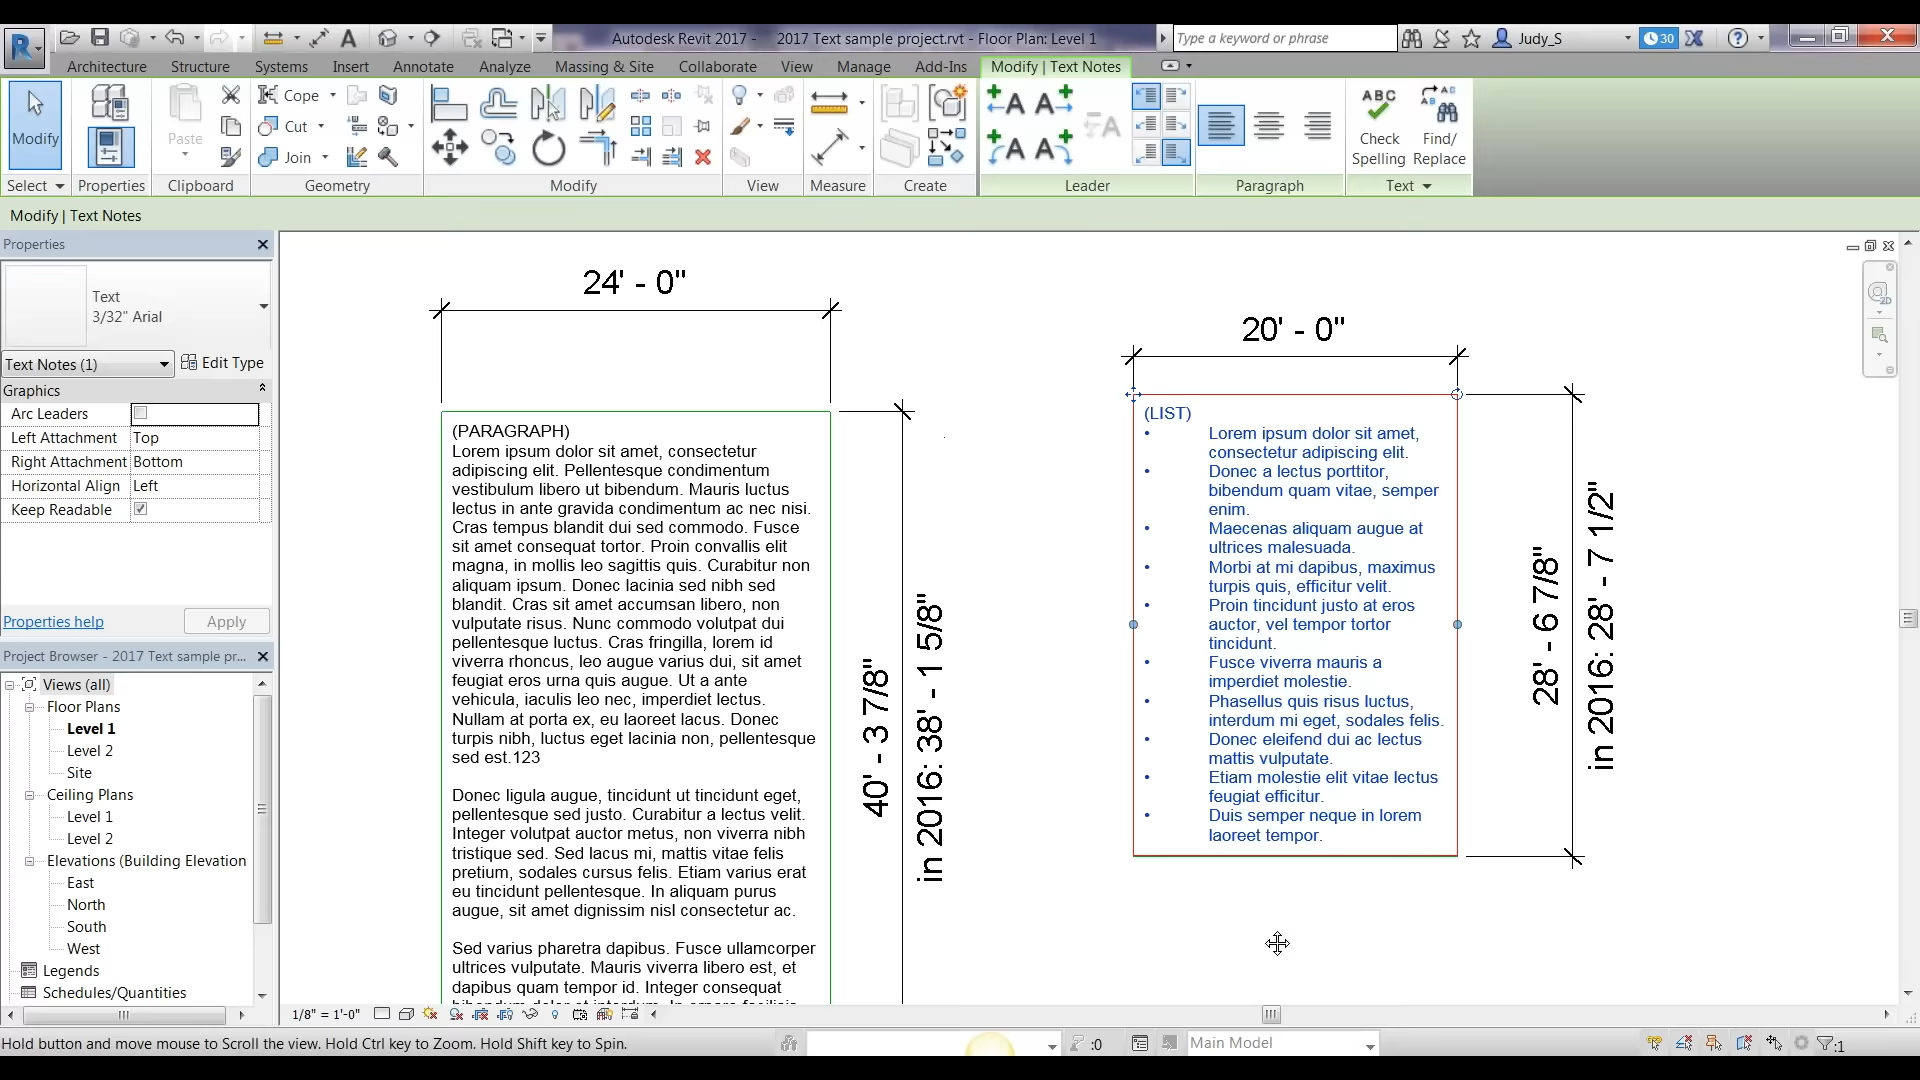 R
Autodesk Revit 2017 -     2017 Text sample project.rvt - Floor Plan: Level 1
Type a keyword or phrase
Judy_S
30
Architecture
Structure
Systems
Insert
Annotate
Analyze
Massing & Site
Collaborate
View
Manage
Add-Ins
Modify | Text Notes
Modify
Paste
Cope
Cut
Join
ABC
Check
Spelling
Find/
Replace
Select
Properties
Clipboard
Geometry
Modify
View
Measure
Create
Leader
Paragraph
Text
Modify | Text Notes
Properties
Text
3/32" Arial
Text Notes (1)
Edit Type
Graphics
Arc Leaders
Left Attachment Top
Right Attachment Bottom
Horizontal Align Left
Keep Readable
Properties help
Apply
Project Browser - 2017 Text sample pr...
Views (all)
Floor Plans
Level 1
Level 2
Site
Ceiling Plans
Level 1
Level 2
Elevations (Building Elevation
East
North
South
West
Legends
Schedules/Quantities
24' - 0"
(PARAGRAPH)
Lorem ipsum dolor sit amet, consectetur
adipiscing elit. Pellentesque condimentum
vestibulum libero ut bibendum. Mauris luctus
lectus in ante gravida condimentum ac nec nisi.
Cras tempus blandit dui sed commodo. Fusce
sit amet consequat tortor. Proin convallis elit
magna, in mollis leo sagittis quis. Curabitur non
aliquam ipsum. Donec lacinia sed nibh sed
blandit. Cras sit amet accumsan libero, non
vulputate risus. Nunc commodo volutpat dui
pellentesque luctus. Cras fringilla, lorem id
viverra rhoncus, leo augue varius dui, sit amet
feugiat eros urna quis augue. Ut a ante
vehicula, iaculis leo nec, imperdiet lectus.
Nullam at porta ex, eu laoreet lacus. Donec
turpis nibh, luctus eget lacinia non, pellentesque
sed est.123
Donec ligula augue, tincidunt ut tincidunt eget,
pellentesque sed justo. Curabitur a lectus velit.
Integer volutpat auctor metus, non viverra nibh
tristique sed. Sed lacus mi, mattis vitae felis
pretium, sodales cursus felis. Etiam varius erat
eu tincidunt pellentesque. In aliquam purus
augue, sit amet dignissim nisl consectetur ac.
Sed varius pharetra dapibus. Fusce ullamcorper
ultrices vulputate. Mauris viverra libero est, et
dapibus quam tempor id. Integer consequat
40' - 3 7/8"
in 2016: 38' - 1 5/8"
20' - 0"
(LIST)
• Lorem ipsum dolor sit amet,
consectetur adipiscing elit.
• Donec a lectus porttitor,
bibendum quam vitae, semper
enim.
• Maecenas aliquam augue at
ultrices malesuada.
• Morbi at mi dapibus, maximus
turpis quis, efficitur velit.
• Proin tincidunt justo at eros
auctor, vel tempor tortor
tincidunt.
• Fusce viverra mauris a
imperdiet molestie.
• Phasellus quis risus luctus,
interdum mi eget, sodales felis.
• Donec eleifend dui ac lectus
mattis vulputate.
• Etiam molestie elit vitae lectus
feugiat efficitur.
• Duis semper neque in lorem
laoreet tempor.
28' - 6 7/8"
in 2016: 28' - 7 1/2"
2D
1/8" = 1'-0"
Hold button and move mouse to Scroll the view. Hold Ctrl key to Zoom. Hold Shift key to Spin.
:0
Main Model
:1